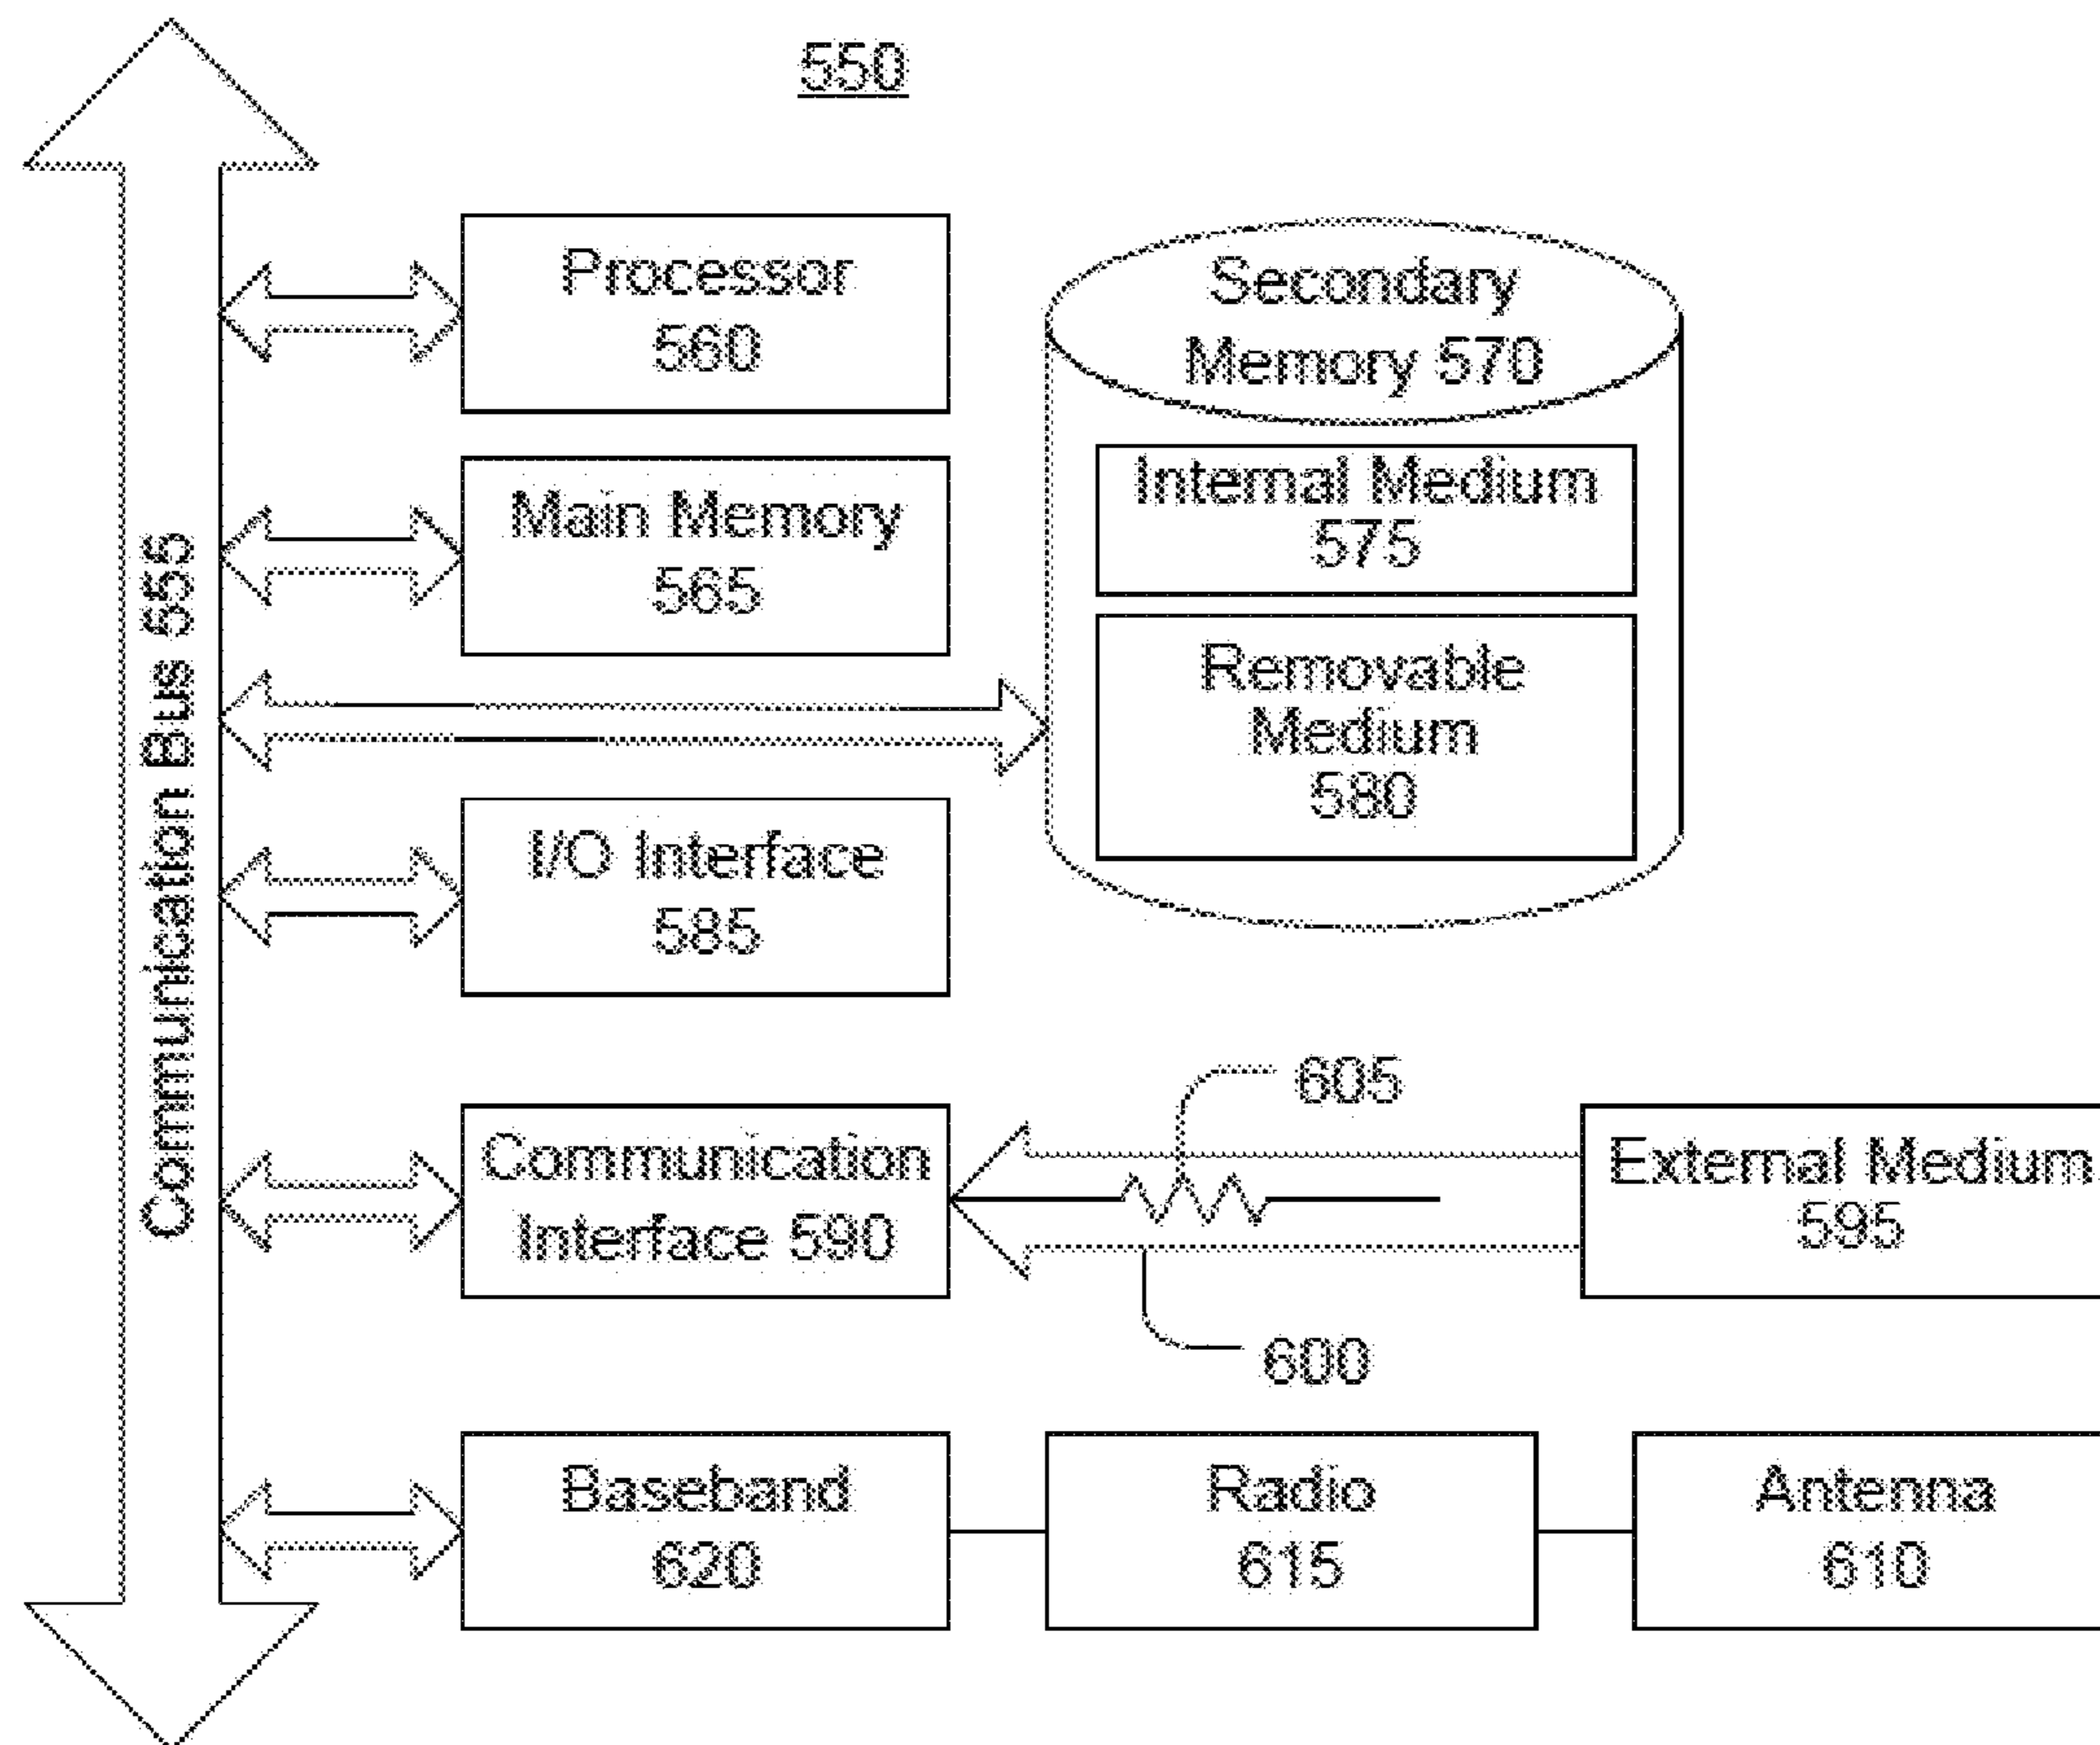 550
Communication Bus 555
Processor
560
Main Memory
565
Secondary
Memory 570
Internal Medium
575
Removable
Medium
580
I/O Interface
585
Communication
Interface 590
605
600
External Medium
595
Baseband
620
Radio
615
Antenna
610